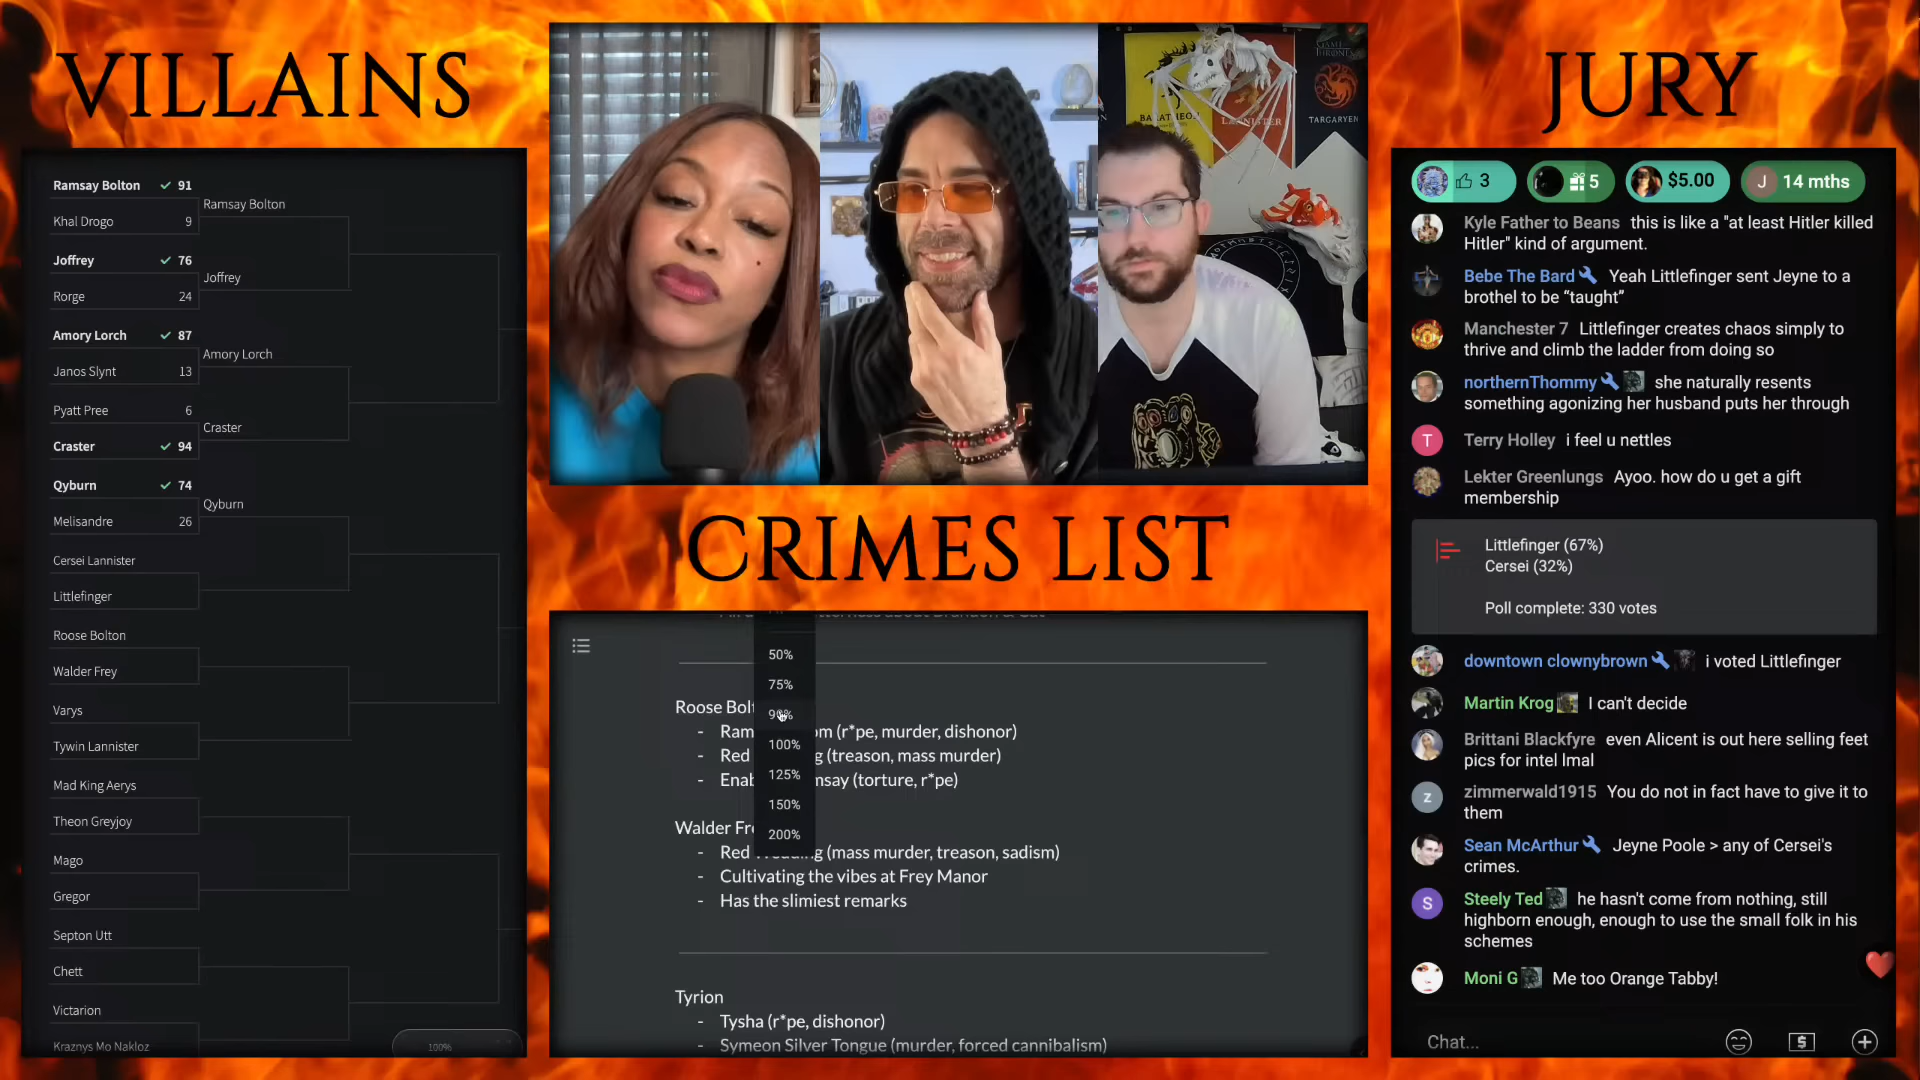 VILLAINS
Ramsay Bolton ✓ 91
Khal Drogo 9
Ramsay Bolton
Joffrey ✓ 76
Rorge 24
Joffrey
Amory Lorch ✓ 87
Janos Slynt 13
Amory Lorch
Pyatt Pree 6
Craster ✓ 94
Craster
Qyburn ✓ 74
Melisandre 26
Qyburn
Cersei Lannister
Littlefinger
Roose Bolton
Walder Frey
Varys
Tywin Lannister
Mad King Aerys
Theon Greyjoy
Mago
Gregor
Septon Utt
Chett
Victarion
Kraznys Mo Nakloz
100%
GAME
THRONES
BARATHEON
LANNISTER
TARGARYEN
CRIMES LIST
50%
75%
90%
100%
125%
150%
200%
Roose Bolt
- Ram om (r*pe, murder, dishonor)
- Red g (treason, mass murder)
- Enab msay (torture, r*pe)
Walder Fr
- Red Wedding (mass murder, treason, sadism)
- Cultivating the vibes at Frey Manor
- Has the slimiest remarks
Tyrion
- Tysha (r*pe, dishonor)
- Symeon Silver Tongue (murder, forced cannibalism)
JURY
3
5
$5.00
J 14 mths
Kyle Father to Beans this is like a "at least Hitler killed
Hitler" kind of argument.
Bebe The Bard Yeah Littlefinger sent Jeyne to a
brothel to be “taught”
Manchester 7 Littlefinger creates chaos simply to
thrive and climb the ladder from doing so
northernThommy she naturally resents
something agonizing her husband puts her through
T Terry Holley i feel u nettles
Lekter Greenlungs Ayoo. how do u get a gift
membership
Littlefinger (67%)
Cersei (32%)
Poll complete: 330 votes
downtown clownybrown i voted Littlefinger
Martin Krog I can't decide
Brittani Blackfyre even Alicent is out here selling feet
pics for intel lmal
z zimmerwald1915 You do not in fact have to give it to
them
Sean McArthur Jeyne Poole > any of Cersei's
crimes.
S Steely Ted he hasn't come from nothing, still
highborn enough, enough to use the small folk in his
schemes
Moni G Me too Orange Tabby!
Chat...
$